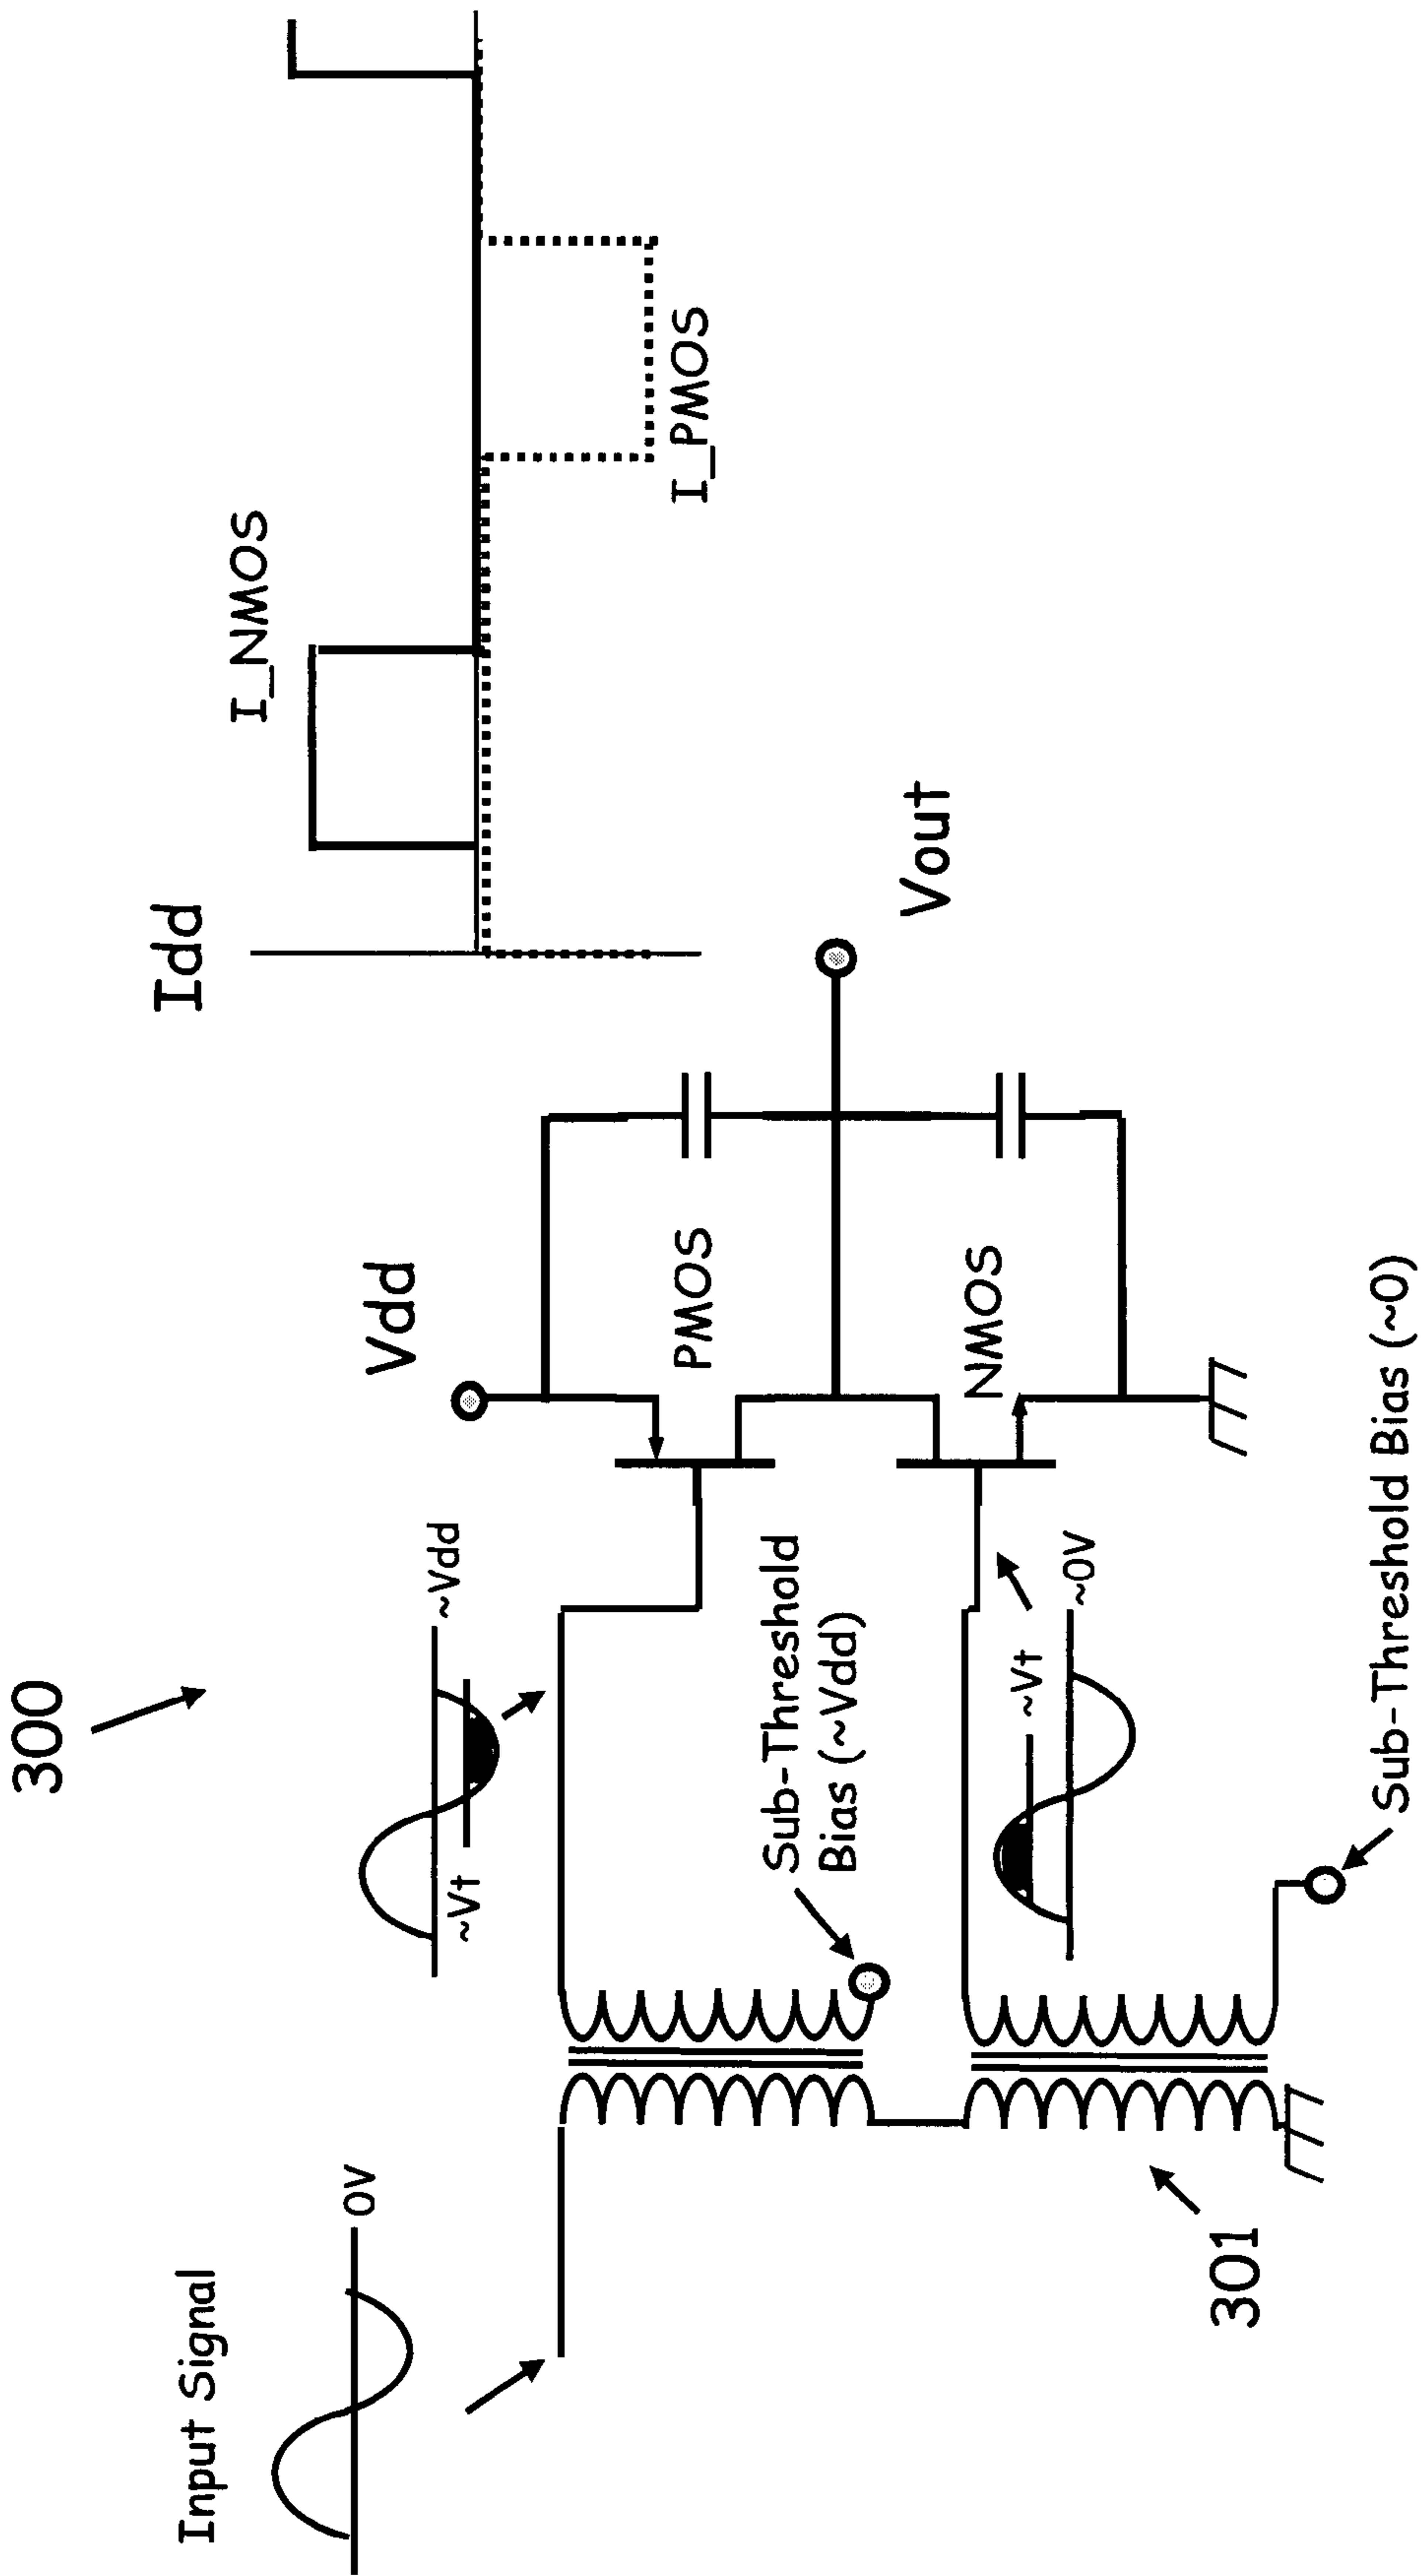 300
Input Signal
0V
~Vdd
~Vt
Vdd
Idd
I_NMOS
I_PMOS
PMOS
Sub-Threshold
Bias (~Vdd)
Vout
NMOS
~Vt
~0V
301
Sub-Threshold Bias (~0)